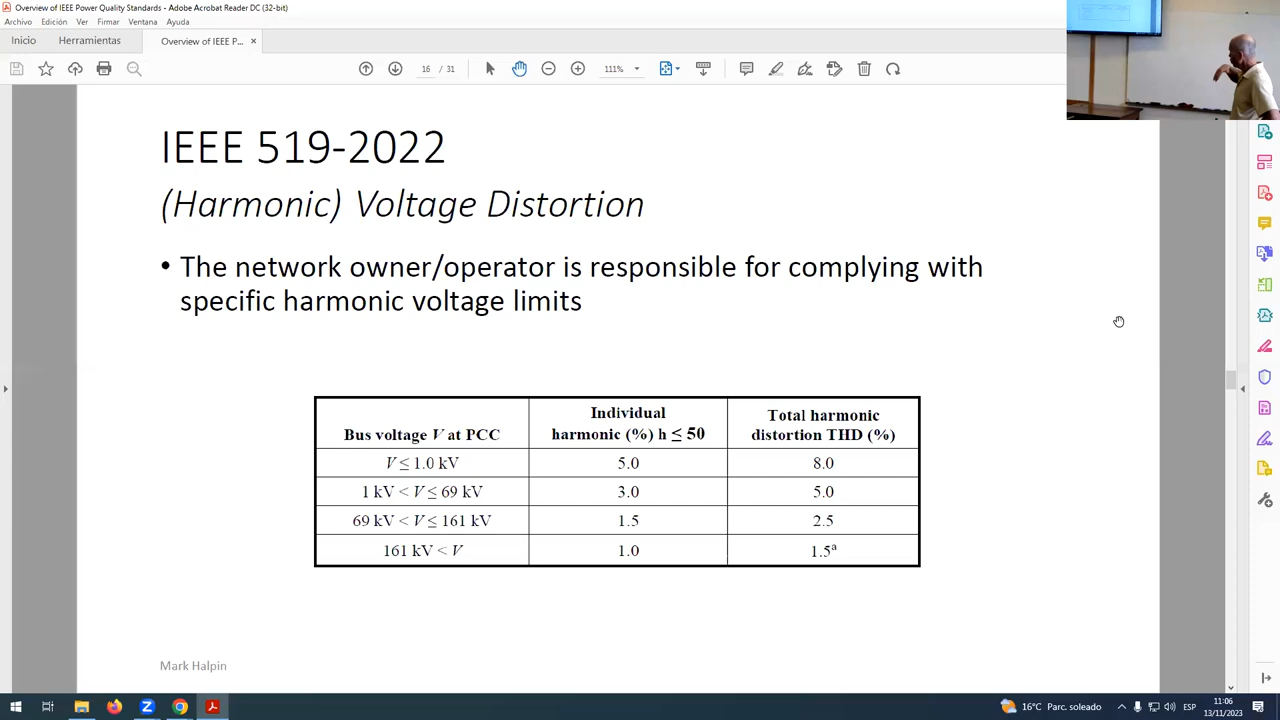 Overview of IEEE Power Quality Standards - Adobe Acrobat Reader DC (32-bit)
Archivo Edición Ver Firmar Ventana Ayuda
Inicio Herramientas Overview of IEEE P... ×
16 / 31 111%
IEEE 519-2022
(Harmonic) Voltage Distortion
• The network owner/operator is responsible for complying with
specific harmonic voltage limits
Bus voltage V at PCC
Individual
harmonic (%) h ≤ 50
Total harmonic
distortion THD (%)
V ≤ 1.0 kV 5.0 8.0
1 kV < V ≤ 69 kV 3.0 5.0
69 kV < V ≤ 161 kV 1.5 2.5
161 kV < V 1.0 1.5ª
Mark Halpin
16°C Parc. soleado ESP 11:06
13/11/2023